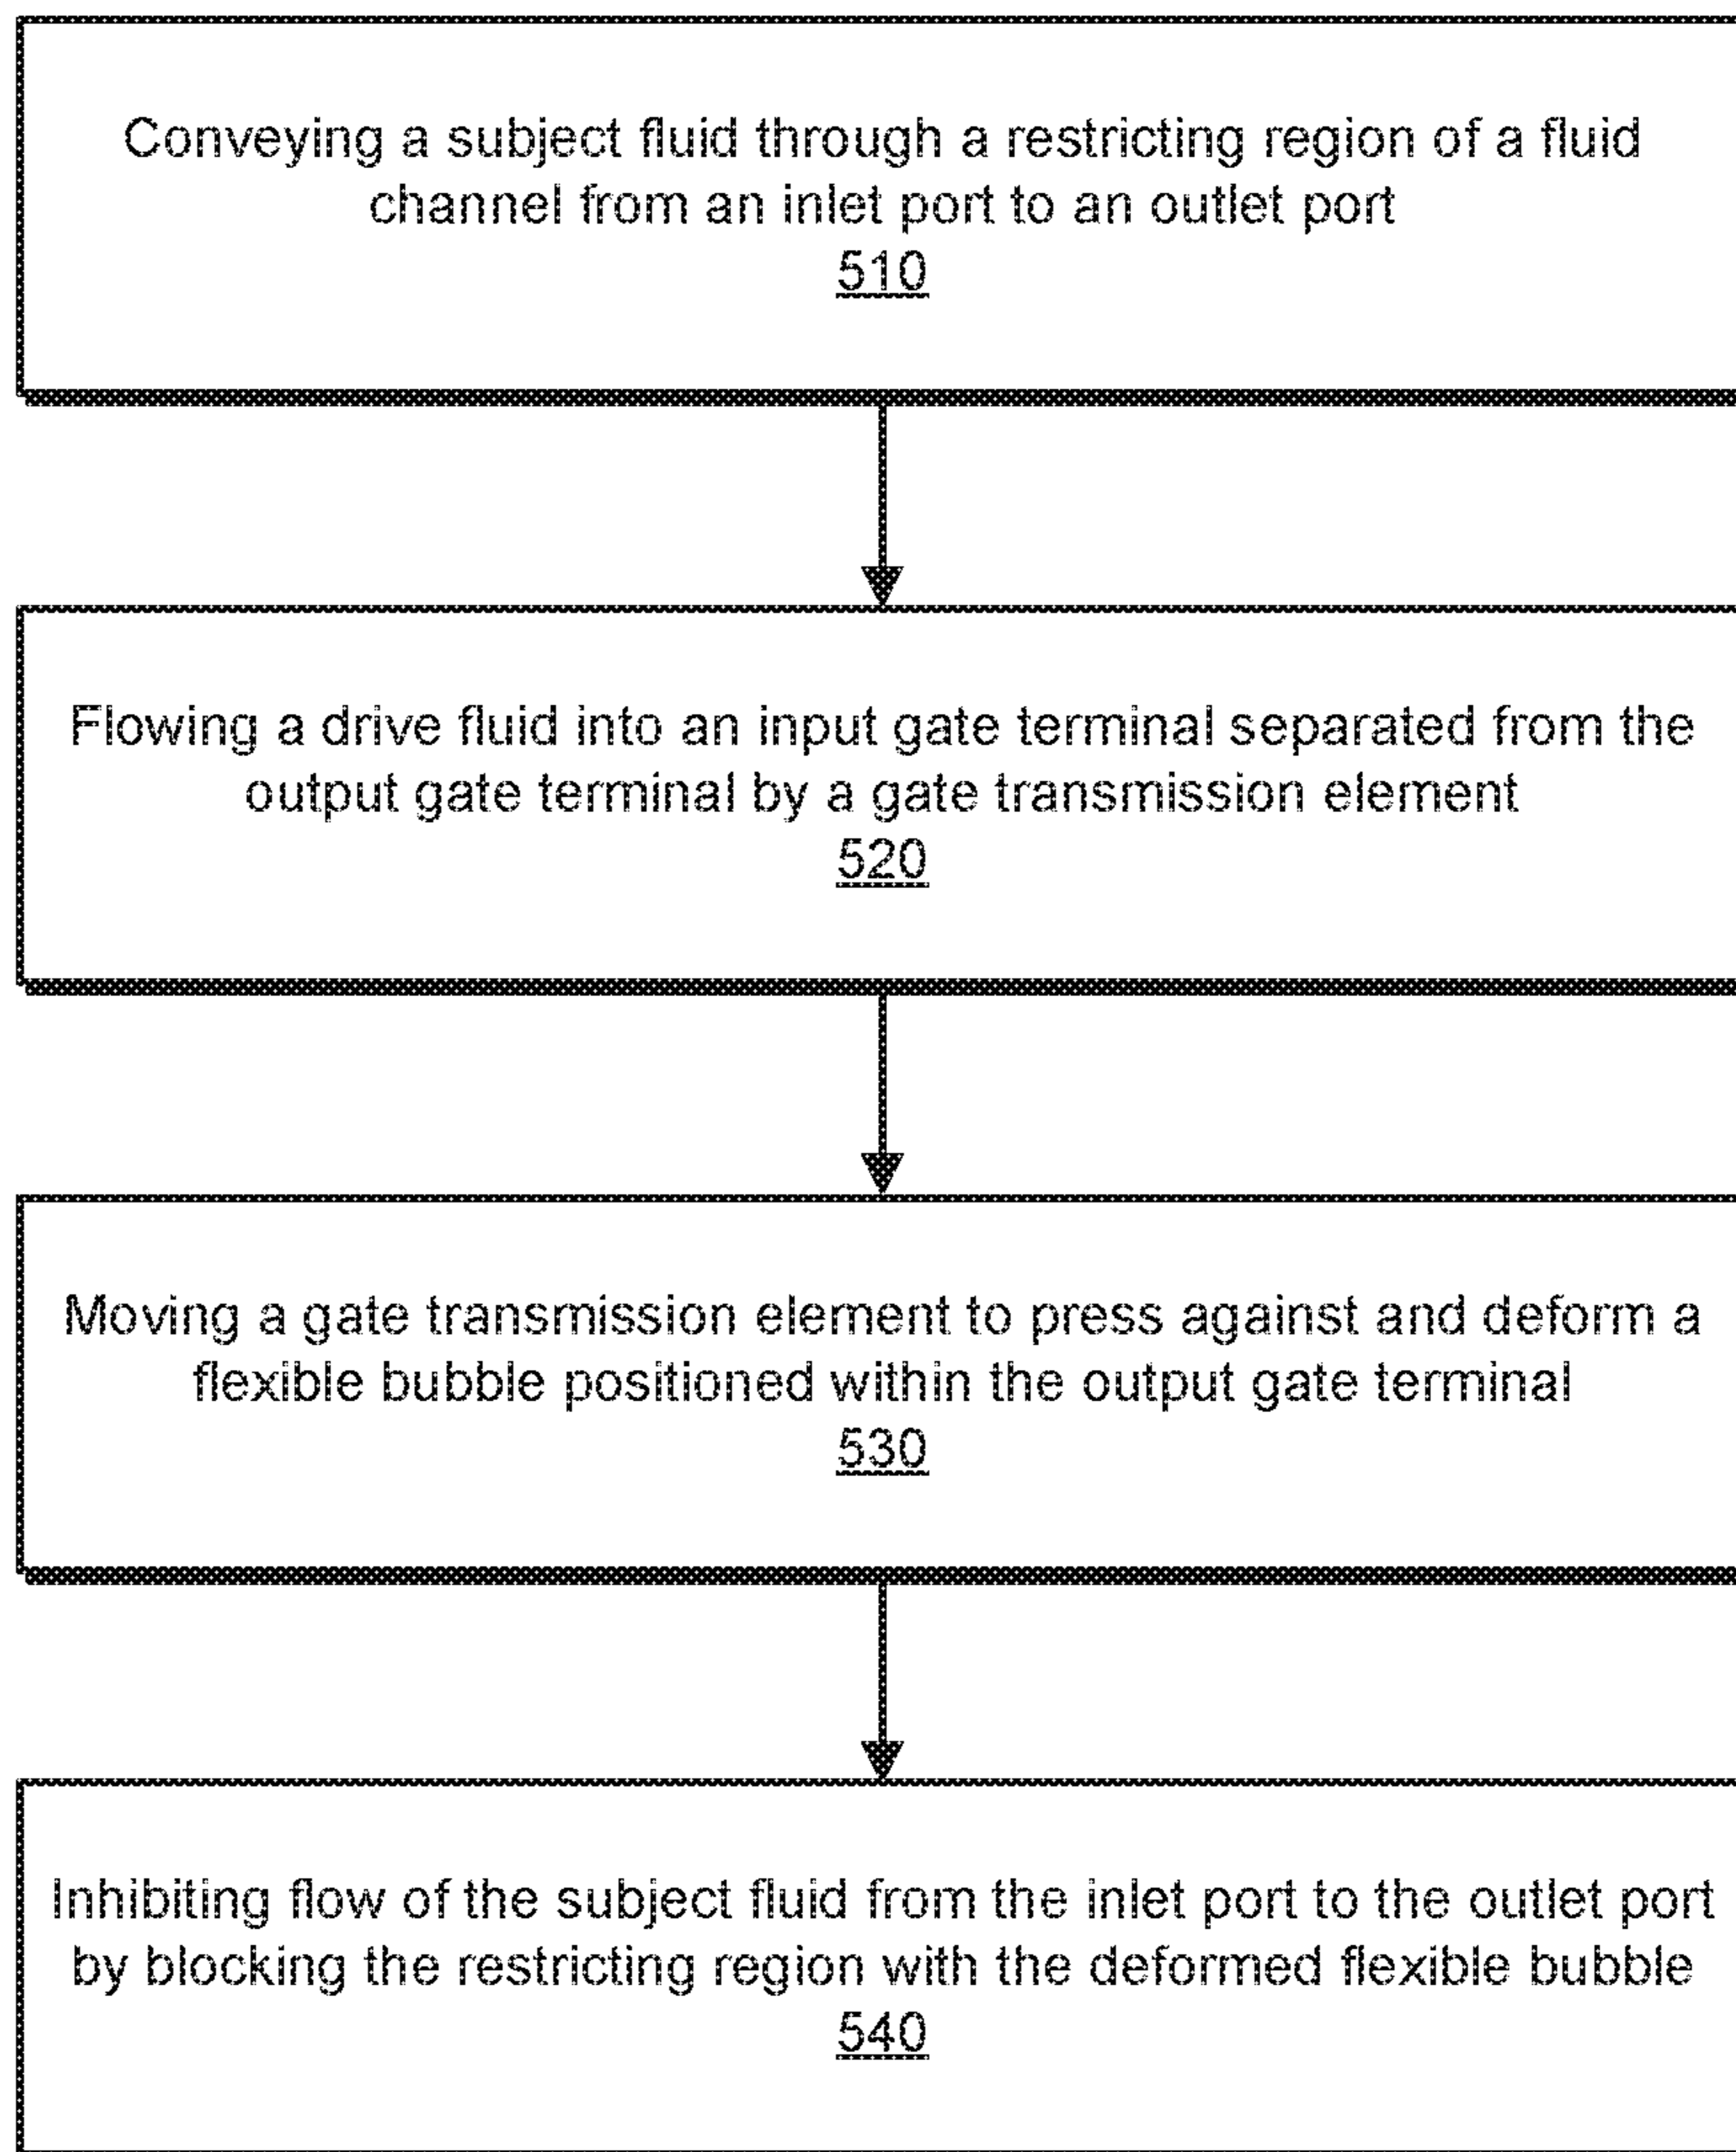 Conveying a subject fluid through a restricting region of a fluid
channel from an inlet port to an outlet port
510
Flowing a drive fluid into an input gate terminal separated from the
output gate terminal by a gate transmission element
520
Moving a gate transmission element to press against and deform a
flexible bubble positioned within the output gate terminal
530
Inhibiting flow of the subject fluid from the inlet port to the outlet port
by blocking the restricting region with the deformed flexible bubble
540